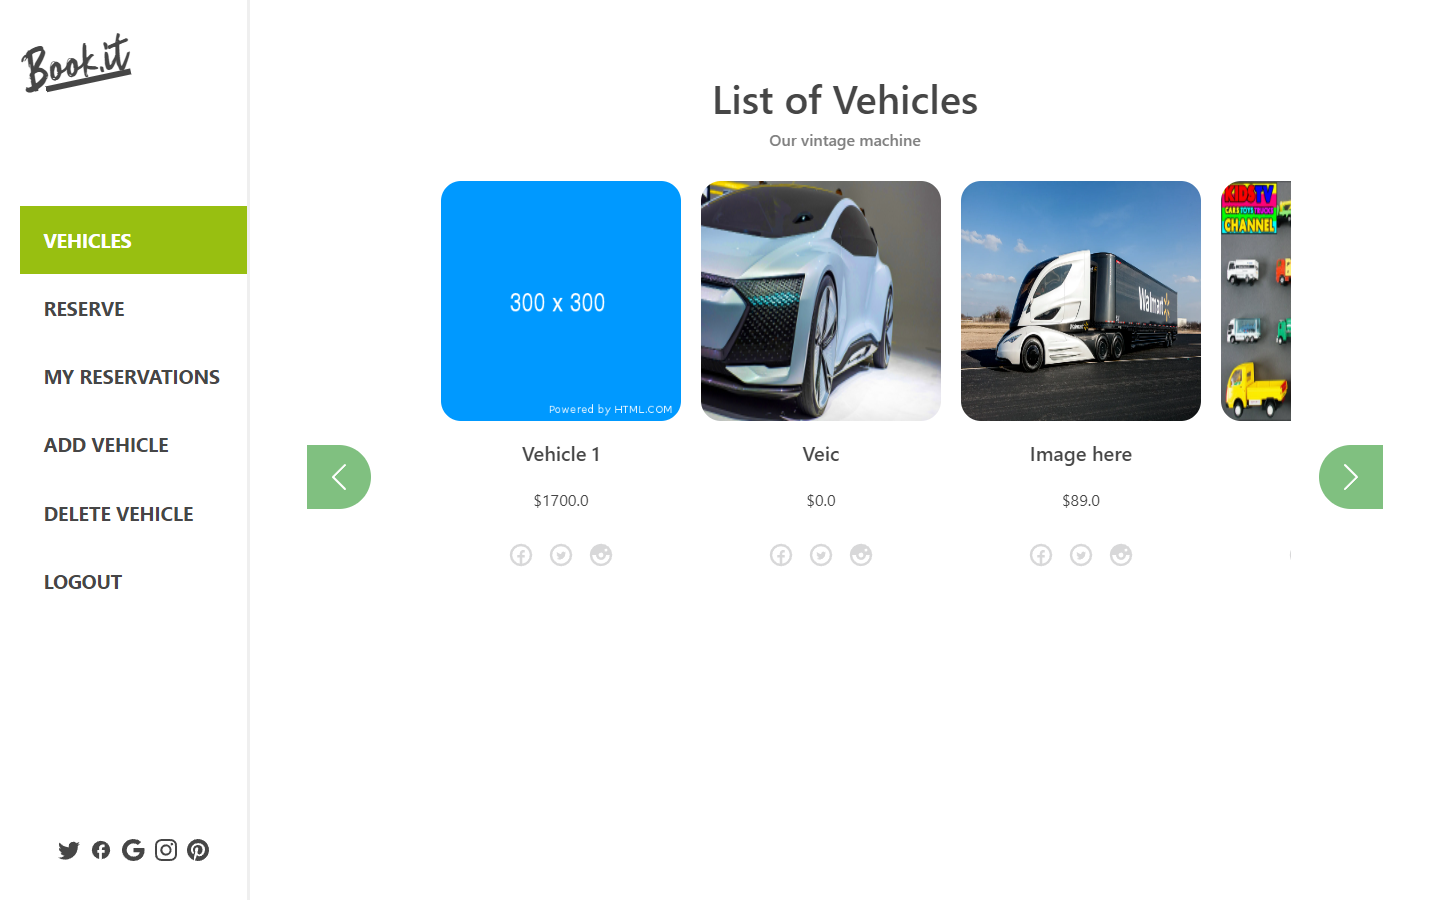 Book.it
VEHICLES
RESERVE
MY RESERVATIONS
ADD VEHICLE
DELETE VEHICLE
LOGOUT
List of Vehicles
Our vintage machine
300 x 300
Powered by HTML.COM
Vehicle 1
$1700.0
Veic
$0.0
Walmart
Walmart
Image here
$89.0
KIDS TV
CARS TOYS TRUCKS
CHANNEL